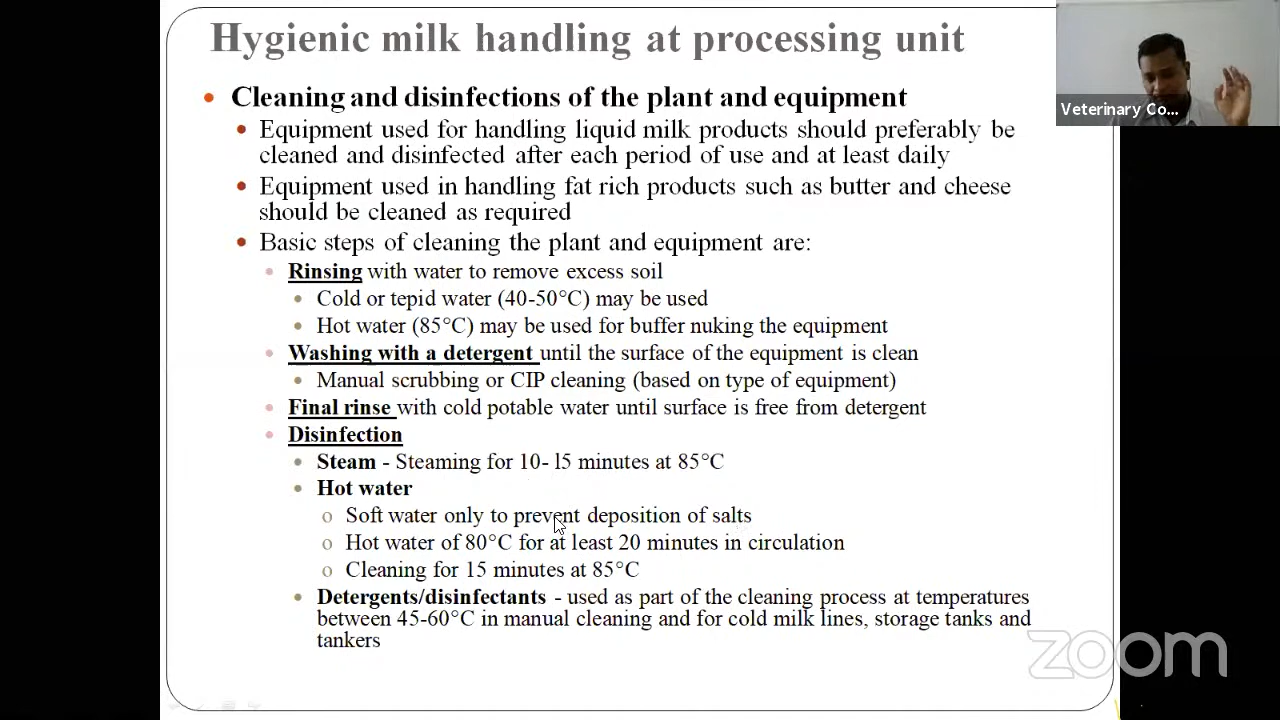 Hygienic milk handling at processing unit
• Cleaning and disinfections of the plant and equipment
• Equipment used for handling liquid milk products should preferably be
cleaned and disinfected after each period of use and at least daily
• Equipment used in handling fat rich products such as butter and cheese
should be cleaned as required
• Basic steps of cleaning the plant and equipment are:
• Rinsing with water to remove excess soil
• Cold or tepid water (40-50°C) may be used
• Hot water (85°C) may be used for buffer nuking the equipment
• Washing with a detergent until the surface of the equipment is clean
• Manual scrubbing or CIP cleaning (based on type of equipment)
• Final rinse with cold potable water until surface is free from detergent
• Disinfection
• Steam - Steaming for 10- l5 minutes at 85°C
• Hot water
o Soft water only to prevent deposition of salts
o Hot water of 80°C for at least 20 minutes in circulation
o Cleaning for 15 minutes at 85°C
• Detergents/disinfectants - used as part of the cleaning process at temperatures
between 45-60°C in manual cleaning and for cold milk lines, storage tanks and
tankers
Veterinary Co...
zoom